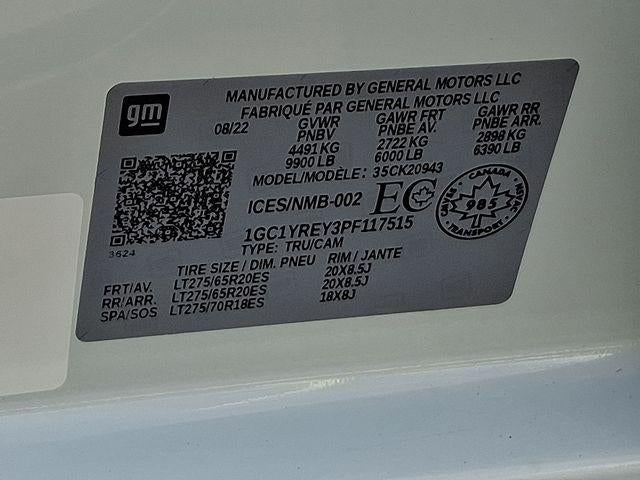 gm
MANUFACTURED BY GENERAL MOTORS LLC
FABRIQUÉ PAR GENERAL MOTORS LLC
08/22 GVWR GAWR FRT GAWR RR
PNBV PNBE AV. PNBE ARR.
4491 KG 2722 KG 2898 KG
9900 LB 6000 LB 6390 LB
MODEL/MODÈLE: 35CK20943
ICES/NMB-002 EC
CANADA
985
TRANSPORT
1GC1YREY3PF117515
TYPE: TRU/CAM
3624
TIRE SIZE / DIM. PNEU RIM / JANTE
FRT/AV. LT275/65R20ES 20X8.5J
RR/ARR. LT275/65R20ES 20X8.5J
SPA/SOS LT275/70R18ES 18X8J